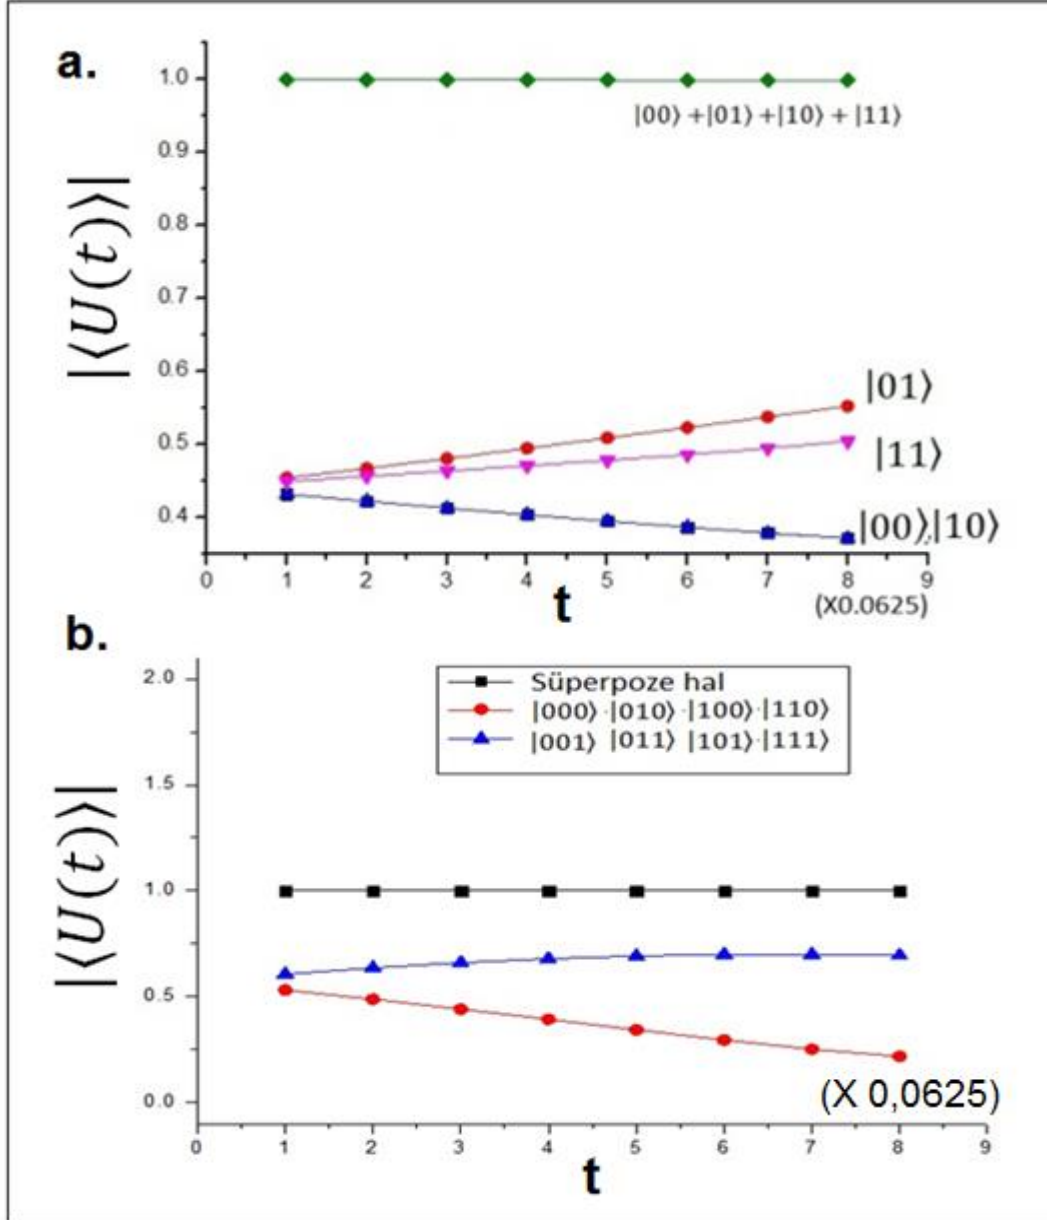 a.
|⟨U(t)⟩|
1.0
|00⟩ +|01⟩ +|10⟩ + |11⟩
0.9
0.8
0.7
0.6
|01⟩
0.5
|11⟩
0.4
|00⟩,|10⟩
0 1 2 3 4 5 6 7 8 9
t
(X0.0625)
b.
|⟨U(t)⟩|
2.0
Süperpoze hal
|000⟩ ·|010⟩ ·|100⟩·|110⟩
|001⟩ |011⟩ |101⟩·|111⟩
1.5
1.0
0.5
0.0
(X 0,0625)
0 1 2 3 4 5 6 7 8 9
t